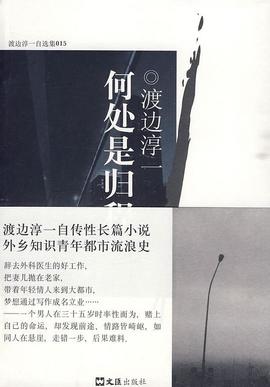 渡边淳一自选集015
◎渡边淳一
何处是归程
渡边淳一自传性长篇小说
外乡知识青年都市流浪史
辞去外科医生的好工作,
把妻儿抛在老家,
带着年轻情人来到大都市,
梦想通过写作成名立业……
——一个男人在三十五岁时率性而为,赌上
自己的命运,却发现前途、情路皆崎岖,如
同人在悬崖,走错一步,后果难料。
文匯出版社